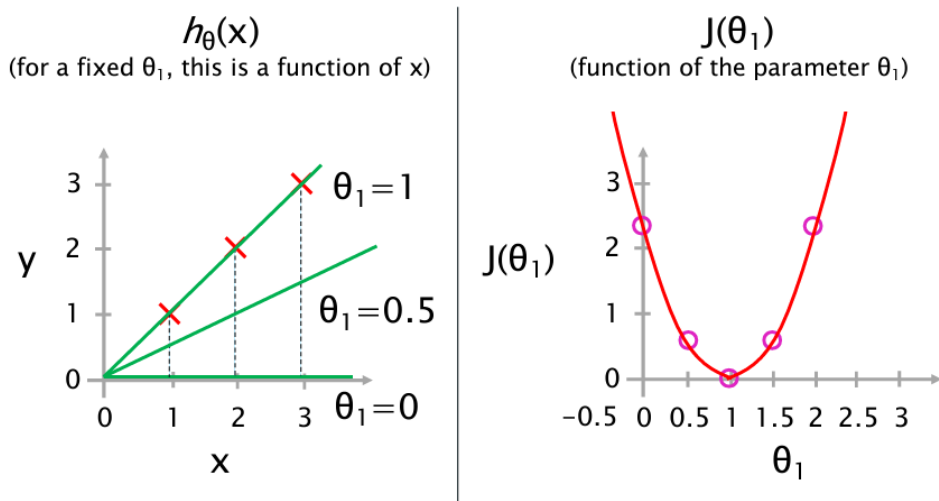 hθ(x)
(for a fixed θ₁, this is a function of x)
3
2
1
0
y
0 1 2 3
x
θ₁=1
θ₁=0.5
θ₁=0
J(θ₁)
(function of the parameter θ₁)
3
2
1
0
J(θ₁)
−0.5 0 0.5 1 1.5 2 2.5 3
θ₁